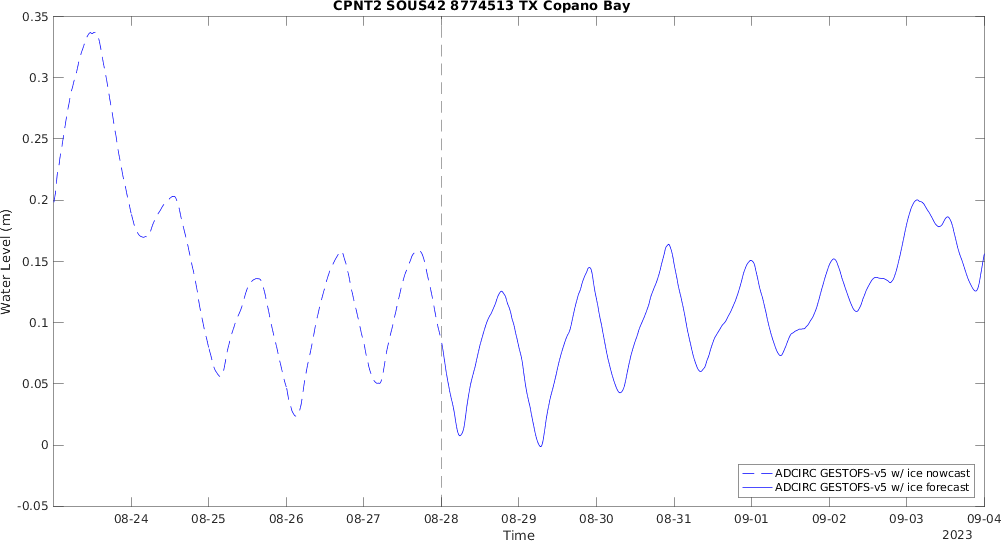 CPNT2 SOUS42 8774513 TX Copano Bay
0.35
0.3
0.25
0.2
0.15
0.1
0.05
0
-0.05
Water Level (m)
ADCIRC GESTOFS-v5 w/ ice nowcast
ADCIRC GESTOFS-v5 w/ ice forecast
08-24 08-25 08-26 08-27 08-28 08-29 08-30 08-31 09-01 09-02 09-03 09-04
Time
2023